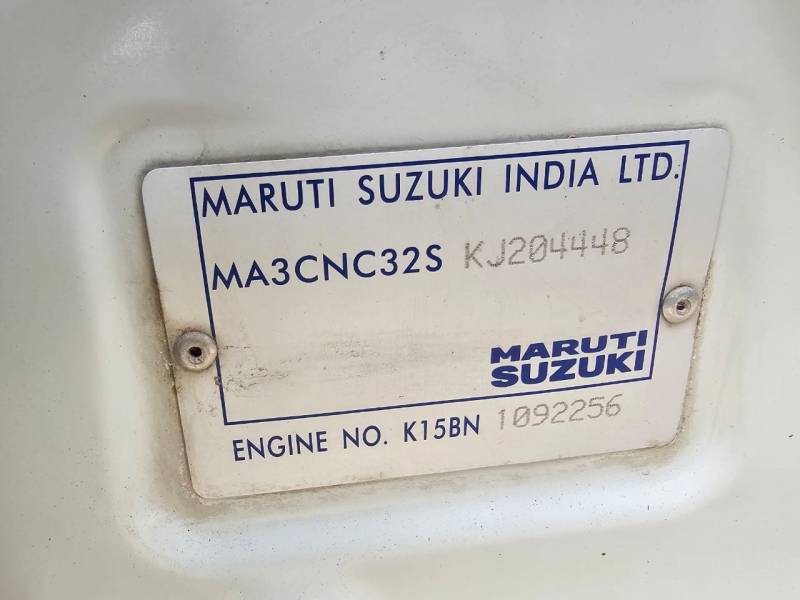 MARUTI SUZUKI INDIA LTD.
MA3CNC32S KJ204448
MARUTI
SUZUKI
ENGINE NO. K15BN 1092256